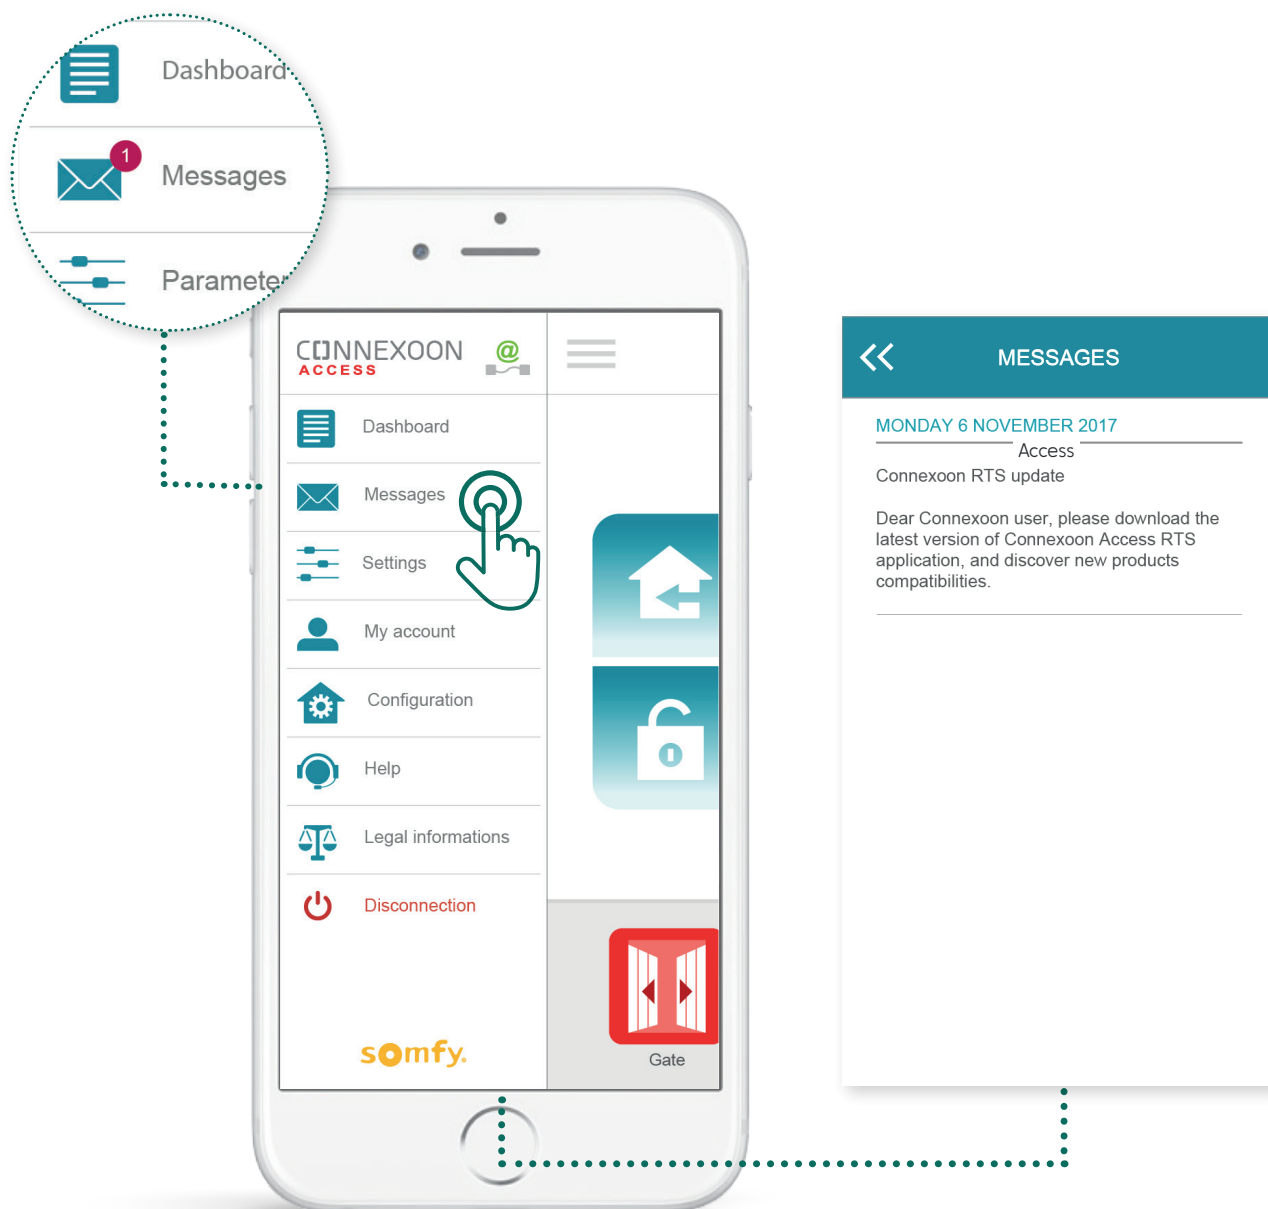 Dashboard
1
Messages
Parameter
CONNEXOON
ACCESS
@
Dashboard
Messages
Settings
My account
Configuration
Help
Legal informations
Disconnection
somfy.
Gate
MESSAGES
MONDAY 6 NOVEMBER 2017
Access
Connexoon RTS update
Dear Connexoon user, please download the
latest version of Connexoon Access RTS
application, and discover new products
compatibilities.